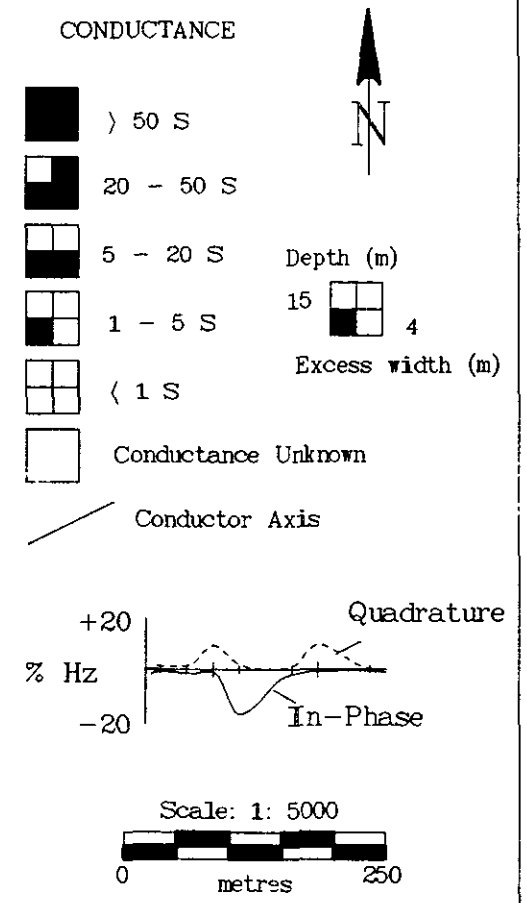 CONDUCTANCE
N
⟩ 50 S
20 - 50 S
5 - 20 S
1 - 5 S
⟨ 1 S
Conductance Unknown
Conductor Axis
Depth (m)
15
4
Excess width (m)
+20
% Hz
-20
Quadrature
In-Phase
Scale: 1: 5000
0
250
metres